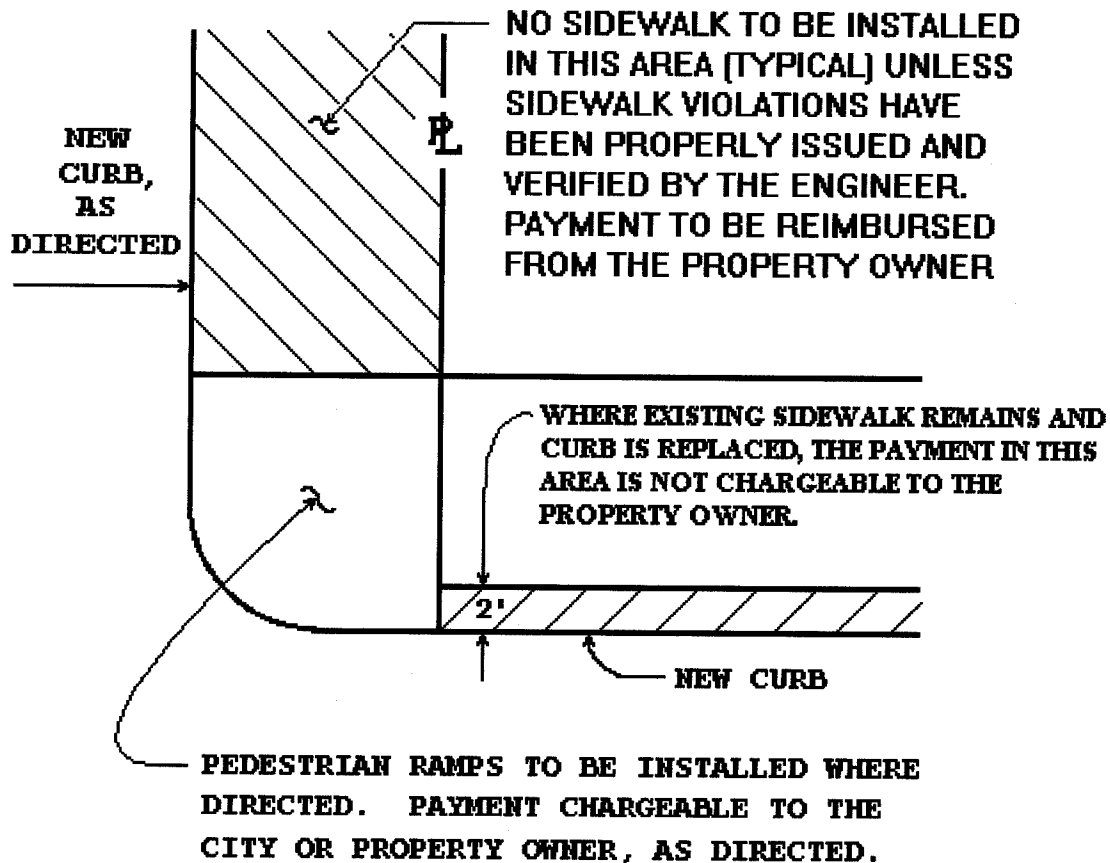 NO SIDEWALK TO BE INSTALLED
IN THIS AREA (TYPICAL) UNLESS
SIDEWALK VIOLATIONS HAVE
BEEN PROPERLY ISSUED AND
VERIFIED BY THE ENGINEER.
PAYMENT TO BE REIMBURSED
FROM THE PROPERTY OWNER
NEW
CURB,
AS
DIRECTED
PL
WHERE EXISTING SIDEWALK REMAINS AND
CURB IS REPLACED, THE PAYMENT IN THIS
AREA IS NOT CHARGEABLE TO THE
PROPERTY OWNER.
2'
NEW CURB
PEDESTRIAN RAMPS TO BE INSTALLED WHERE
DIRECTED. PAYMENT CHARGEABLE TO THE
CITY OR PROPERTY OWNER, AS DIRECTED.